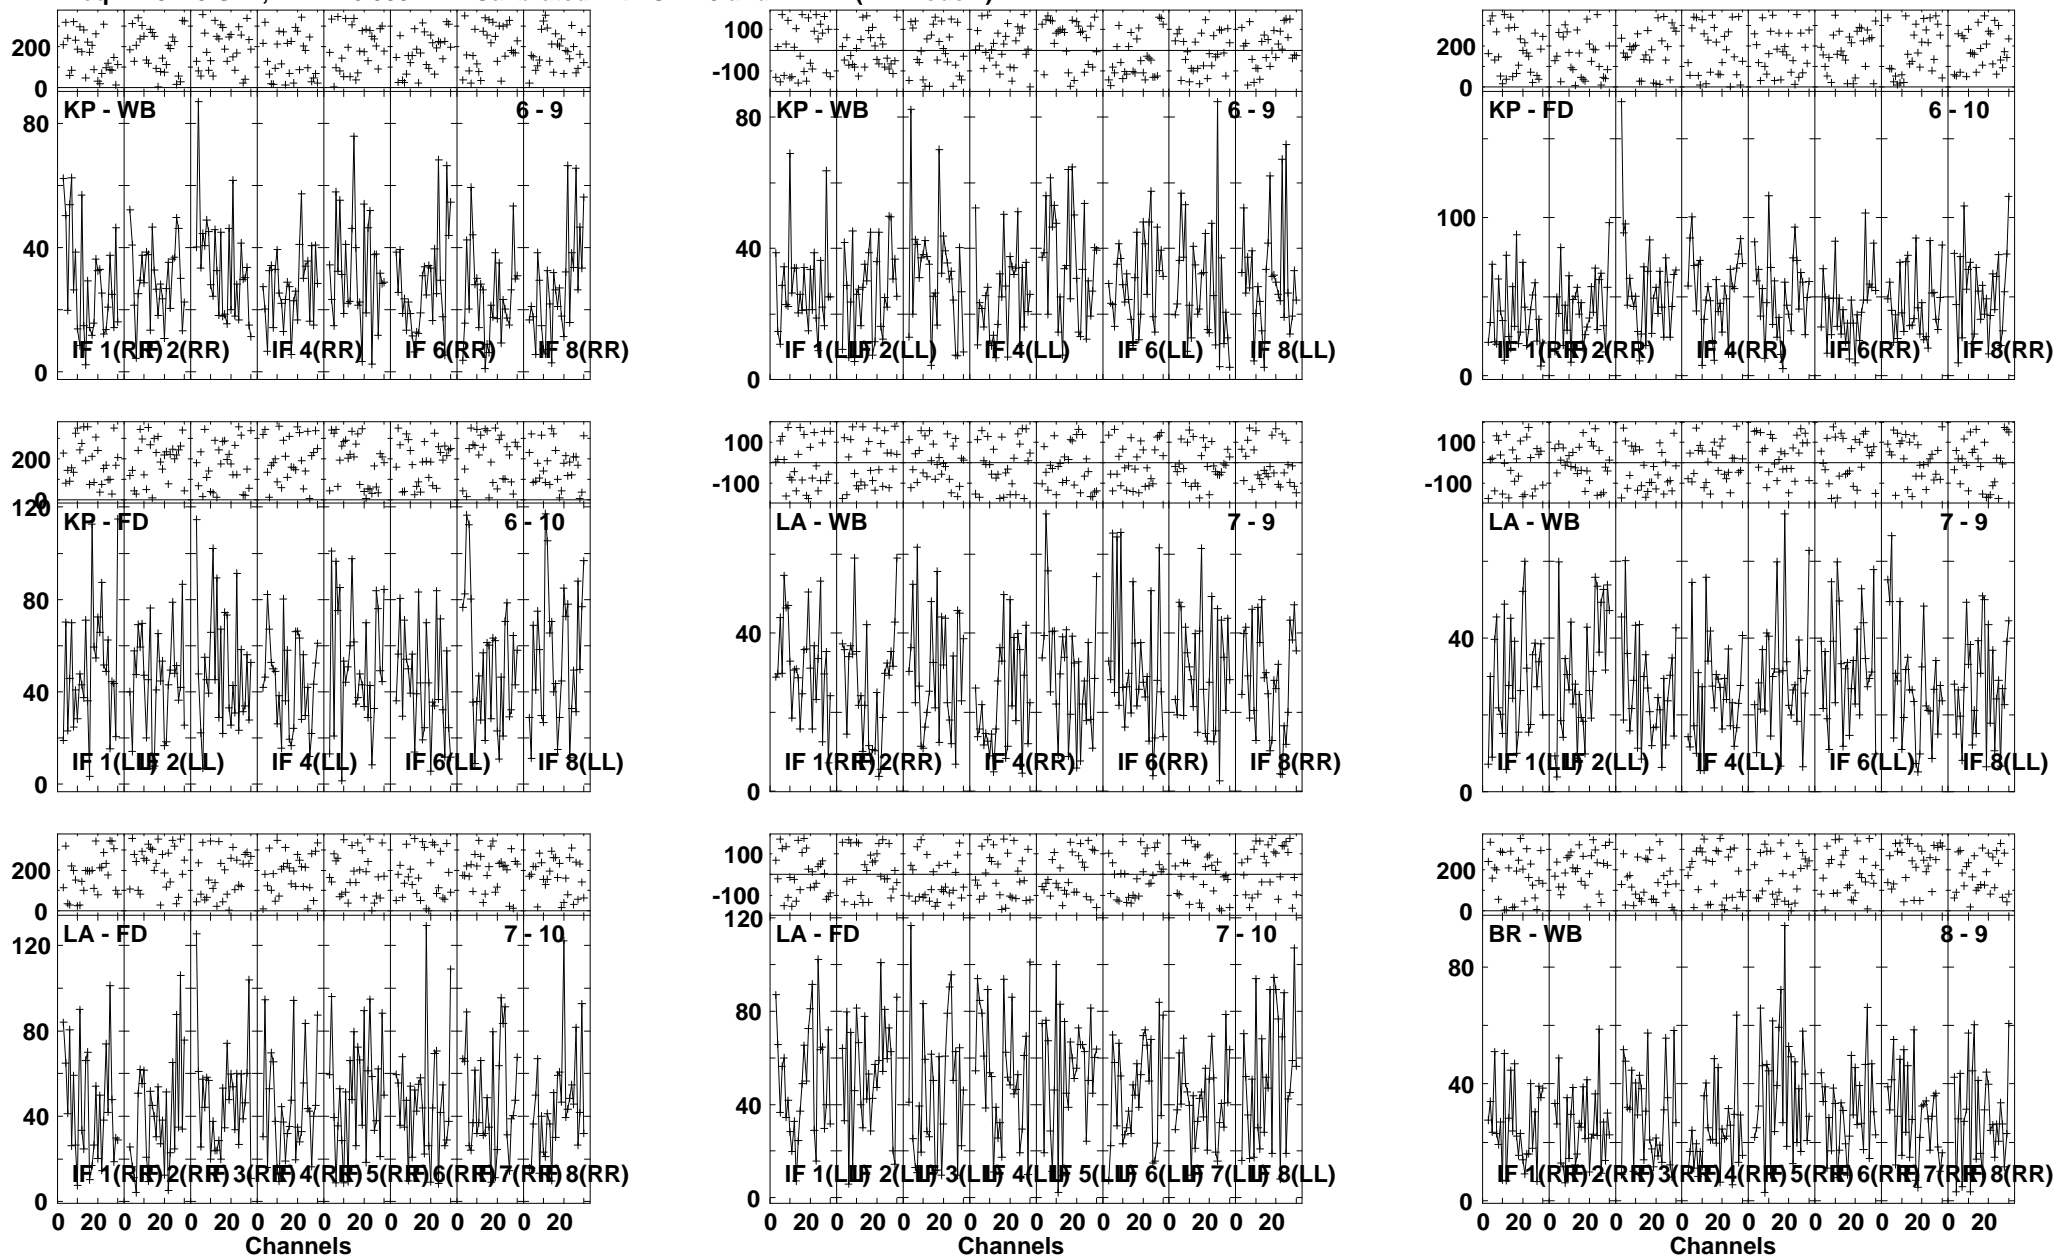 200 100 200
0 -100 0
KP - WB 6 - 9 KP - WB 6 - 9 KP - FD 6 - 10
80 80
40 40 100
IF 1(RR) IF 2(RR) IF 4(RR) IF 6(RR) IF 8(RR) IF 1(LL) IF 2(LL) IF 4(LL) IF 6(LL) IF 8(LL) IF 1(RR) IF 2(RR) IF 4(RR) IF 6(RR) IF 8(RR)
0 0 0
200 100 100
0 -100 -100
120
KP - FD 6 - 10 LA - WB 7 - 9 LA - WB 7 - 9
80
40 40 40
IF 1(LL) IF 2(LL) IF 4(LL) IF 6(LL) IF 8(LL) IF 1(RR) IF 2(RR) IF 4(RR) IF 6(RR) IF 8(RR) IF 1(LL) IF 2(LL) IF 4(LL) IF 6(LL) IF 8(LL)
0 0 0
200 100 200
0 -100 0
120
LA - FD 7 - 10 LA - FD 7 - 10 BR - WB 8 - 9
120
80 80 80
40 40 40
IF 1(RR) IF 2(RR) IF 3(RR) IF 4(RR) IF 5(RR) IF 6(RR) IF 7(RR) IF 8(RR) IF 1(LL) IF 2(LL) IF 3(LL) IF 4(LL) IF 5(LL) IF 6(LL) IF 7(LL) IF 8(LL) IF 1(RR) IF 2(RR) IF 3(RR) IF 4(RR) IF 5(RR) IF 6(RR) IF 7(RR) IF 8(RR)
0 0 0
0 20 0 20 0 20 0 20 0 20 0 20 0 20 0 20 0 20 0 20 0 20 0 20 0 20 0 20 0 20 0 20 0 20 0 20 0 20 0 20 0 20 0 20 0 20 0 20
Channels Channels Channels